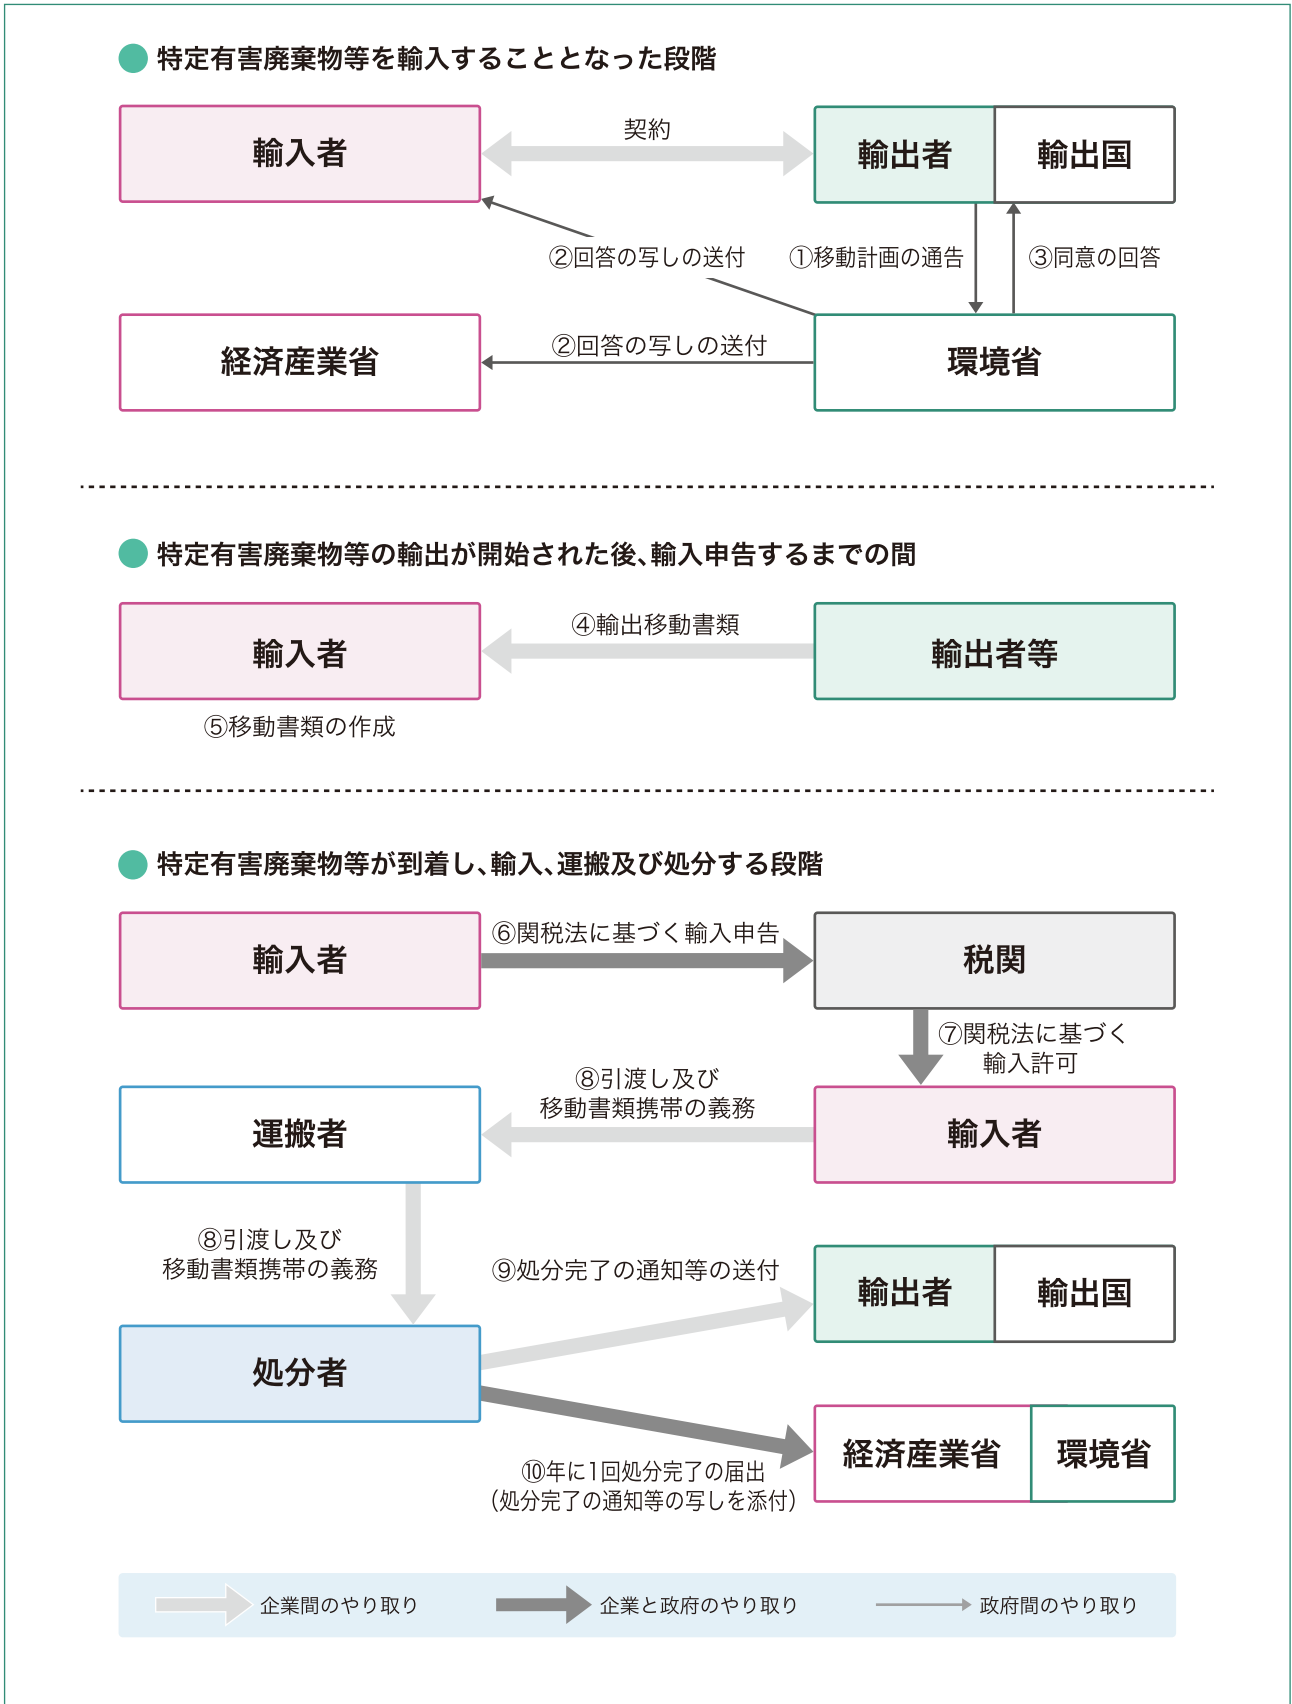 特定有害廃棄物等を輸入することとなった段階
輸入者
契約
輸出者
輸出国
②回答の写しの送付
①移動計画の通告
③同意の回答
経済産業省
②回答の写しの送付
環境省
特定有害廃棄物等の輸出が開始された後、輸入申告するまでの間
輸入者
④輸出移動書類
輸出者等
⑤移動書類の作成
特定有害廃棄物等が到着し、輸入、運搬及び処分する段階
輸入者
⑥関税法に基づく輸入申告
税関
⑦関税法に基づく
輸入許可
運搬者
⑧引渡し及び
移動書類携帯の義務
輸入者
⑧引渡し及び
移動書類携帯の義務
⑨処分完了の通知等の送付
輸出者
輸出国
処分者
経済産業省
環境省
⑩年に1回処分完了の届出
（処分完了の通知等の写しを添付）
企業間のやり取り
企業と政府のやり取り
政府間のやり取り